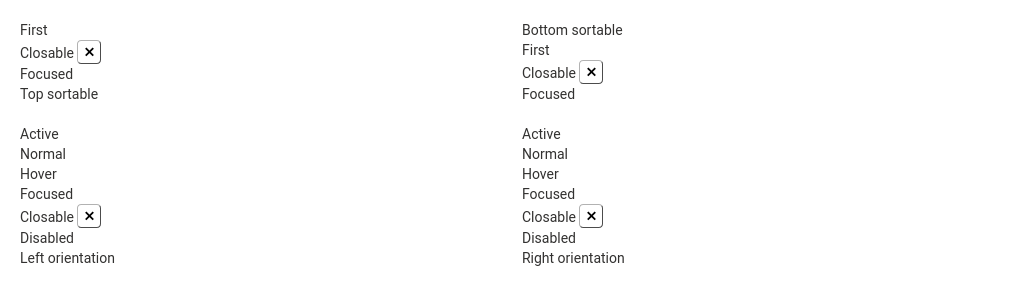 First
Closable ×
Focused
Top sortable
Bottom sortable
First
Closable ×
Focused
Active
Normal
Hover
Focused
Closable ×
Disabled
Left orientation
Active
Normal
Hover
Focused
Closable ×
Disabled
Right orientation